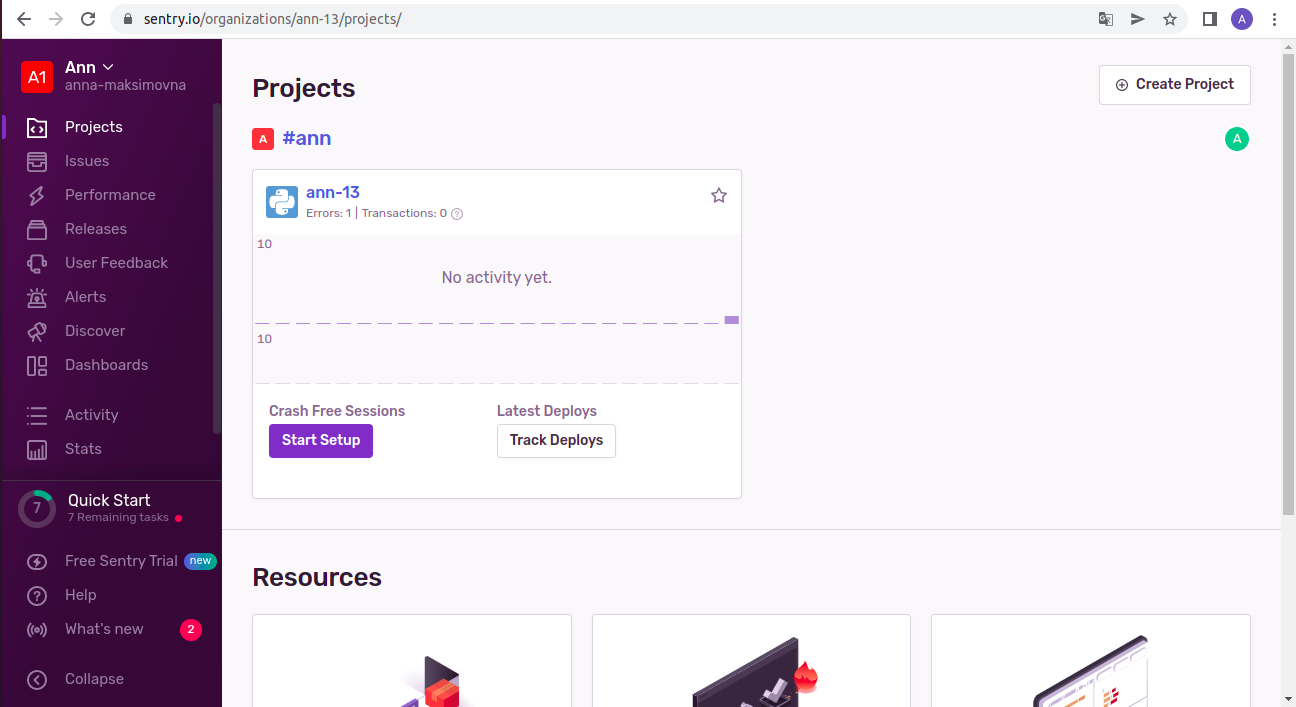 sentry.io/organizations/ann-13/projects/
A
A1
Ann
anna-maksimovna
Projects
Issues
Performance
Releases
User Feedback
Alerts
Discover
Dashboards
Activity
Stats
7
Quick Start
7 Remaining tasks
Free Sentry Trial new
Help
What's new 2
Collapse
Projects
Create Project
A #ann
A
ann-13
Errors: 1 | Transactions: 0 ?
10
No activity yet.
10
Crash Free Sessions
Latest Deploys
Start Setup
Track Deploys
Resources